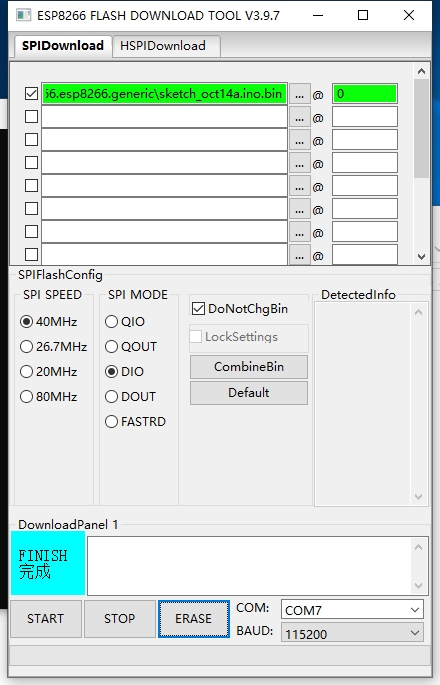 ESP8266 FLASH DOWNLOAD TOOL V3.9.7
SPIDownload HSPIDownload
66.esp8266.generic\sketch_oct14a.ino.bin ... @ 0
... @
... @
... @
... @
... @
... @
... @
SPIFlashConfig
SPI SPEED
40MHz
26.7MHz
20MHz
80MHz
SPI MODE
QIO
QOUT
DIO
DOUT
FASTRD
DoNotChgBin
LockSettings
CombineBin
Default
DetectedInfo
DownloadPanel 1
FINISH
完成
START STOP ERASE
COM: COM7
BAUD: 115200